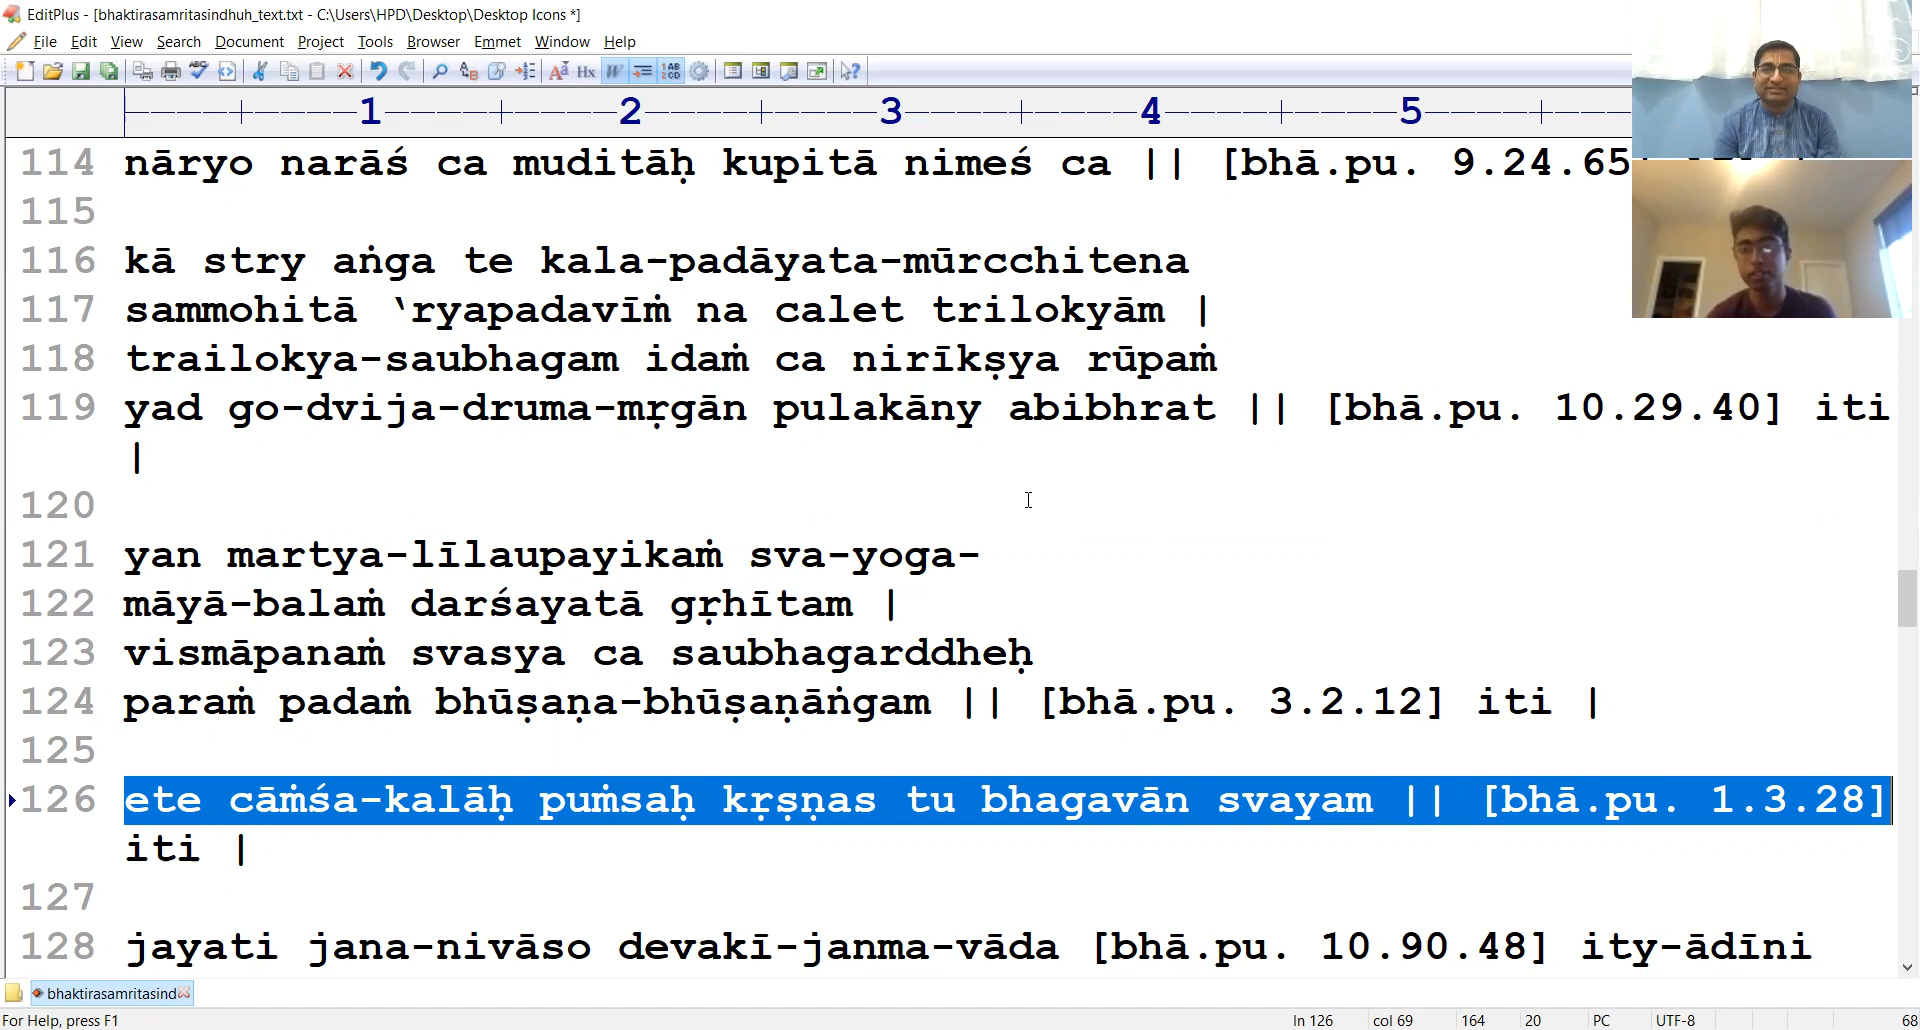 EditPlus - [bhaktirasamritasindhuh_text.txt - C:\Users\HPD\Desktop\Desktop Icons *]
File Edit View Search Document Project Tools Browser Emmet Window Help
1 2 3 4 5
114 nāryo narāś ca muditāḥ kupitā nimeś ca || [bhā.pu. 9.24.65
115
116 kā stry aṅga te kala-padāyata-mūrcchitena
117 sammohitā ‘ryapadavīṁ na calet trilokyām |
118 trailokya-saubhagam idaṁ ca nirīkṣya rūpaṁ
119 yad go-dvija-druma-mṛgān pulakāny abibhrat || [bhā.pu. 10.29.40] iti
|
120
121 yan martya-līlaupayikaṁ sva-yoga-
122 māyā-balaṁ darśayatā gṛhītam |
123 vismāpanaṁ svasya ca saubhagarddheḥ
124 paraṁ padaṁ bhūṣaṇa-bhūṣaṇāṅgam || [bhā.pu. 3.2.12] iti |
125
126 ete cāṁśa-kalāḥ puṁsaḥ kṛṣṇas tu bhagavān svayam || [bhā.pu. 1.3.28]
iti |
127
128 jayati jana-nivāso devakī-janma-vāda [bhā.pu. 10.90.48] ity-ādīni
bhaktirasamritasind
For Help, press F1 ln 126 col 69 164 20 PC UTF-8 68